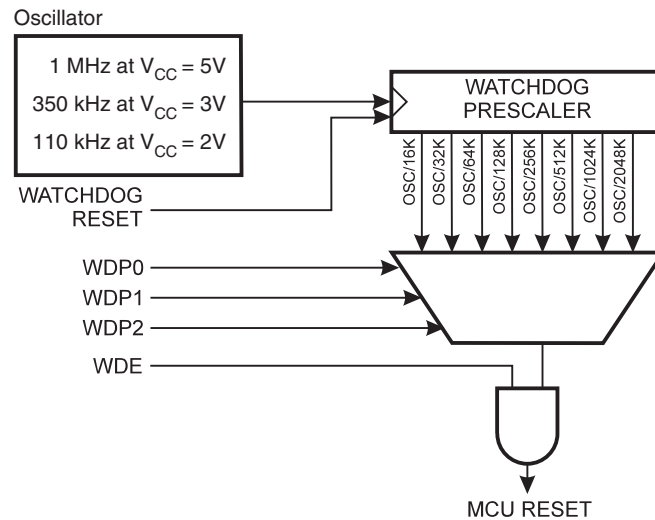 Oscillator
1 MHz at VCC = 5V
350 kHz at VCC = 3V
110 kHz at VCC = 2V
WATCHDOG
PRESCALER
OSC/16K
OSC/32K
OSC/64K
OSC/128K
OSC/256K
OSC/512K
OSC/1024K
OSC/2048K
WATCHDOG
RESET
WDP0
WDP1
WDP2
WDE
MCU RESET